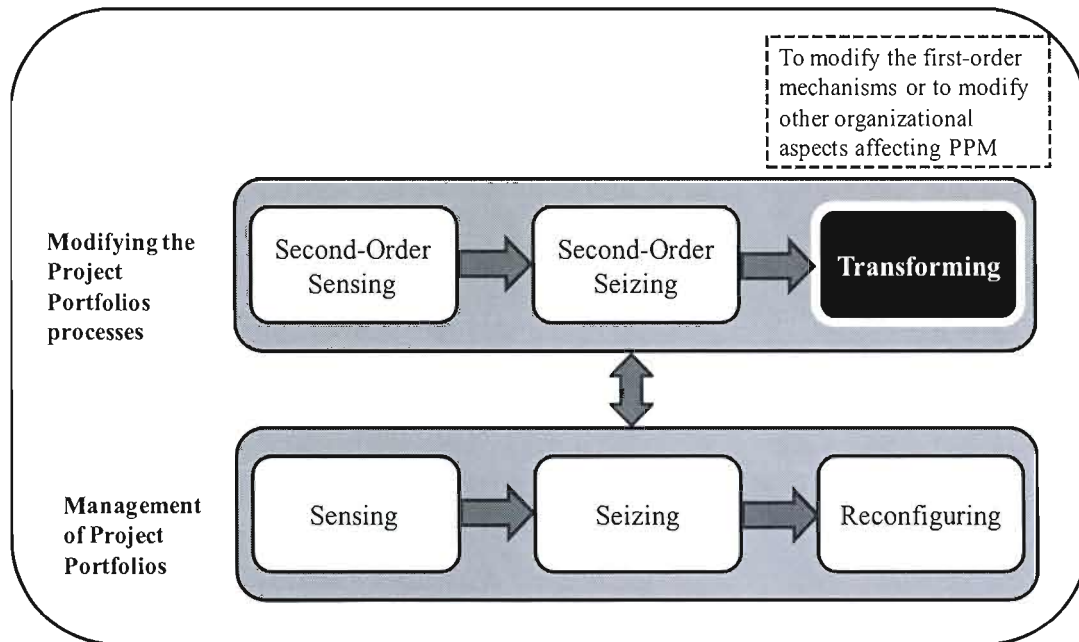 To modify the first-order
mechanisms or to modify
other organizational
aspects affecting PPM
Modifying the
Project
Portfolios
processes
Second-Order
Sensing
Second-Order
Seizing
Transforming
Management
of Project
Portfolios
Sensing
Seizing
Reconfiguring